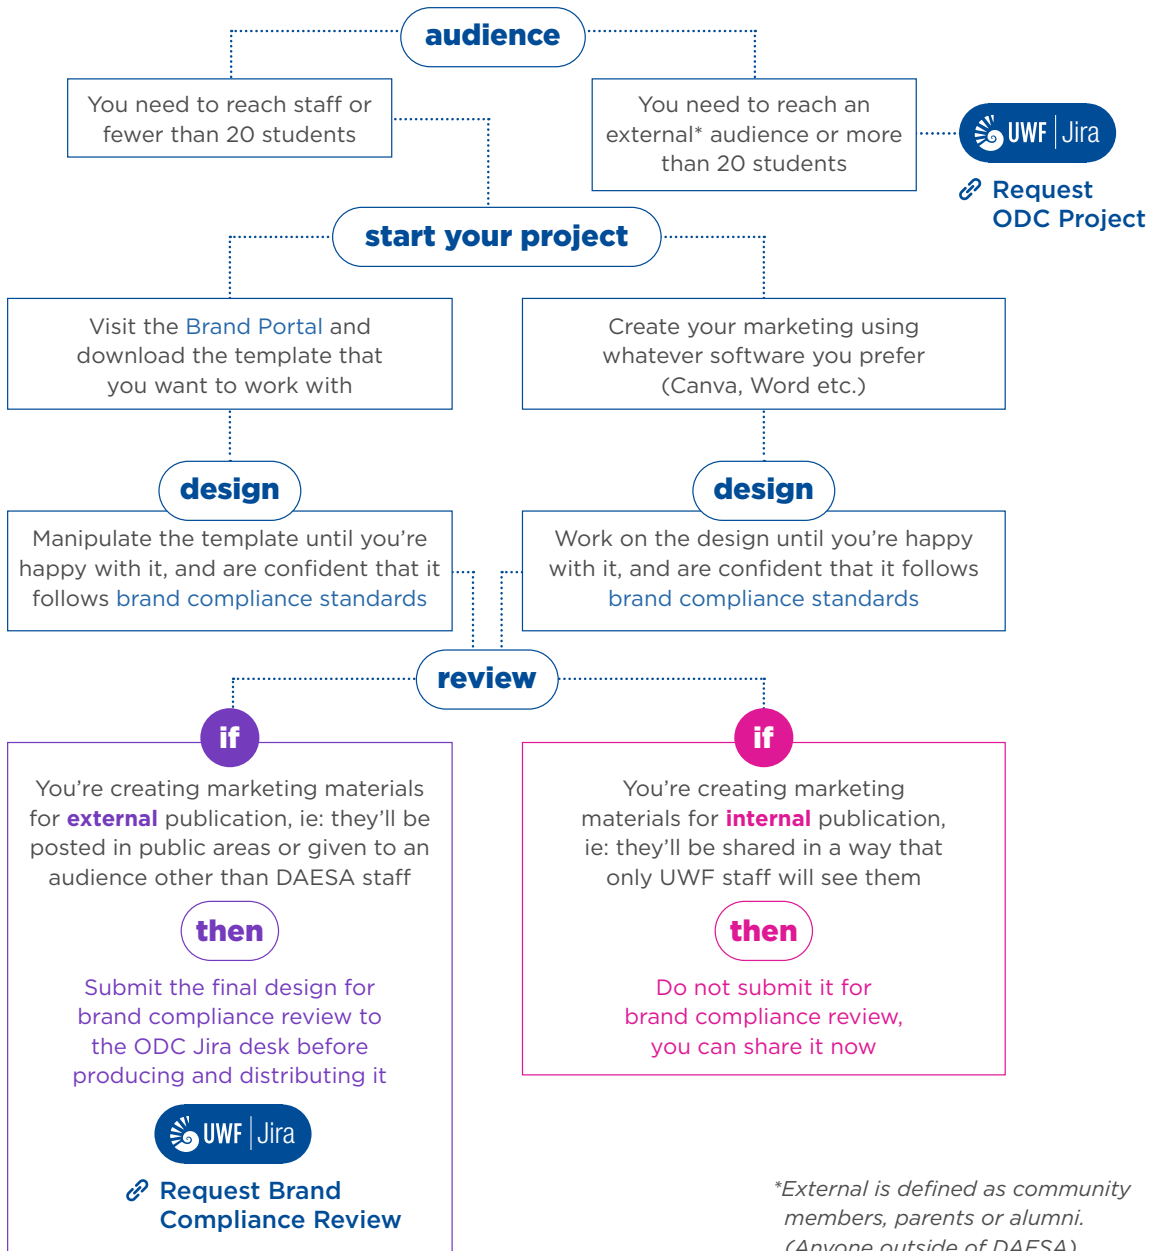 audience
You need to reach staff or
fewer than 20 students
You need to reach an
external* audience or more
than 20 students
UWF Jira
Request
ODC Project
start your project
Visit the Brand Portal and
download the template that
you want to work with
Create your marketing using
whatever software you prefer
(Canva, Word etc.)
design
Manipulate the template until you're
happy with it, and are confident that it
follows brand compliance standards
design
Work on the design until you're happy
with it, and are confident that it follows
brand compliance standards
review
if
You're creating marketing materials
for external publication, ie: they'll be
posted in public areas or given to an
audience other than DAESA staff
then
Submit the final design for
brand compliance review to
the ODC Jira desk before
producing and distributing it
UWF Jira
Request Brand
Compliance Review
if
You're creating marketing
materials for internal publication,
ie: they'll be shared in a way that
only UWF staff will see them
then
Do not submit it for
brand compliance review,
you can share it now
*External is defined as community
members, parents or alumni.
(Anyone outside of DAESA)